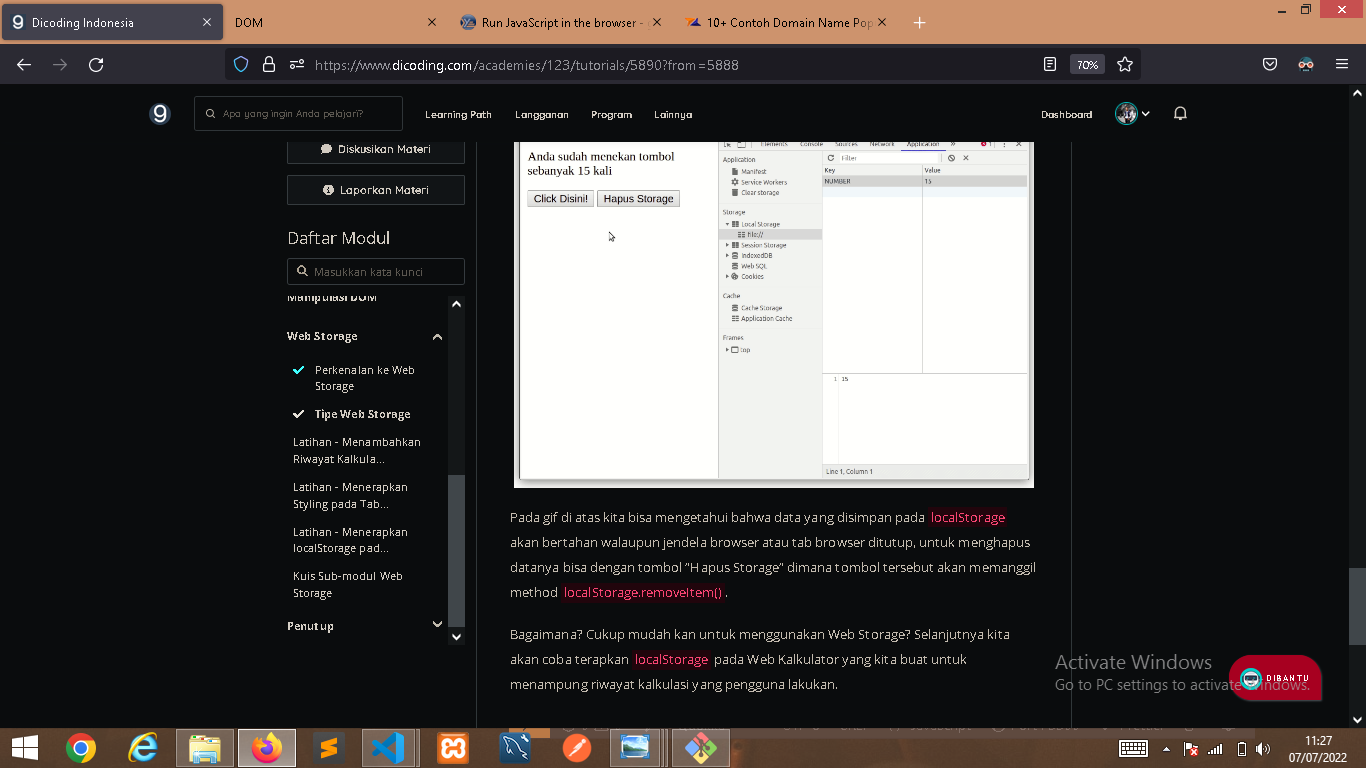 Dicoding Indonesia
DOM
Run JavaScript in the browser -
10+ Contoh Domain Name Pop
https://www.dicoding.com/academies/123/tutorials/5890?from=5888
70%
Apa yang ingin Anda pelajari?
Learning Path
Langganan
Program
Lainnya
Dashboard
Diskusikan Materi
Laporkan Materi
Daftar Modul
Masukkan kata kunci
Manipulasi DOM
Web Storage
Perkenalan ke Web
Storage
Tipe Web Storage
Latihan - Menambahkan
Riwayat Kalkula...
Latihan - Menerapkan
Styling pada Tab...
Latihan - Menerapkan
localStorage pad...
Kuis Sub-modul Web
Storage
Penutup
Anda sudah menekan tombol
sebanyak 15 kali
Click Disini! Hapus Storage
Elements Console Sources Network Application » 1
Application
Manifest
Service Workers
Clear storage
Storage
Local Storage
file://
Session Storage
IndexedDB
Web SQL
Cookies
Cache
Cache Storage
Application Cache
Frames
top
Filter
Key Value
NUMBER 15
1 15
Line 1, Column 1
Pada gif di atas kita bisa mengetahui bahwa data yang disimpan pada localStorage
akan bertahan walaupun jendela browser atau tab browser ditutup, untuk menghapus
datanya bisa dengan tombol “Hapus Storage” dimana tombol tersebut akan memanggil
method localStorage.removeItem().
Bagaimana? Cukup mudah kan untuk menggunakan Web Storage? Selanjutnya kita
akan coba terapkan localStorage pada Web Kalkulator yang kita buat untuk
menampung riwayat kalkulasi yang pengguna lakukan.
Activate Windows
Go to PC settings to activate Windows.
DIBANTU
11:27
07/07/2022